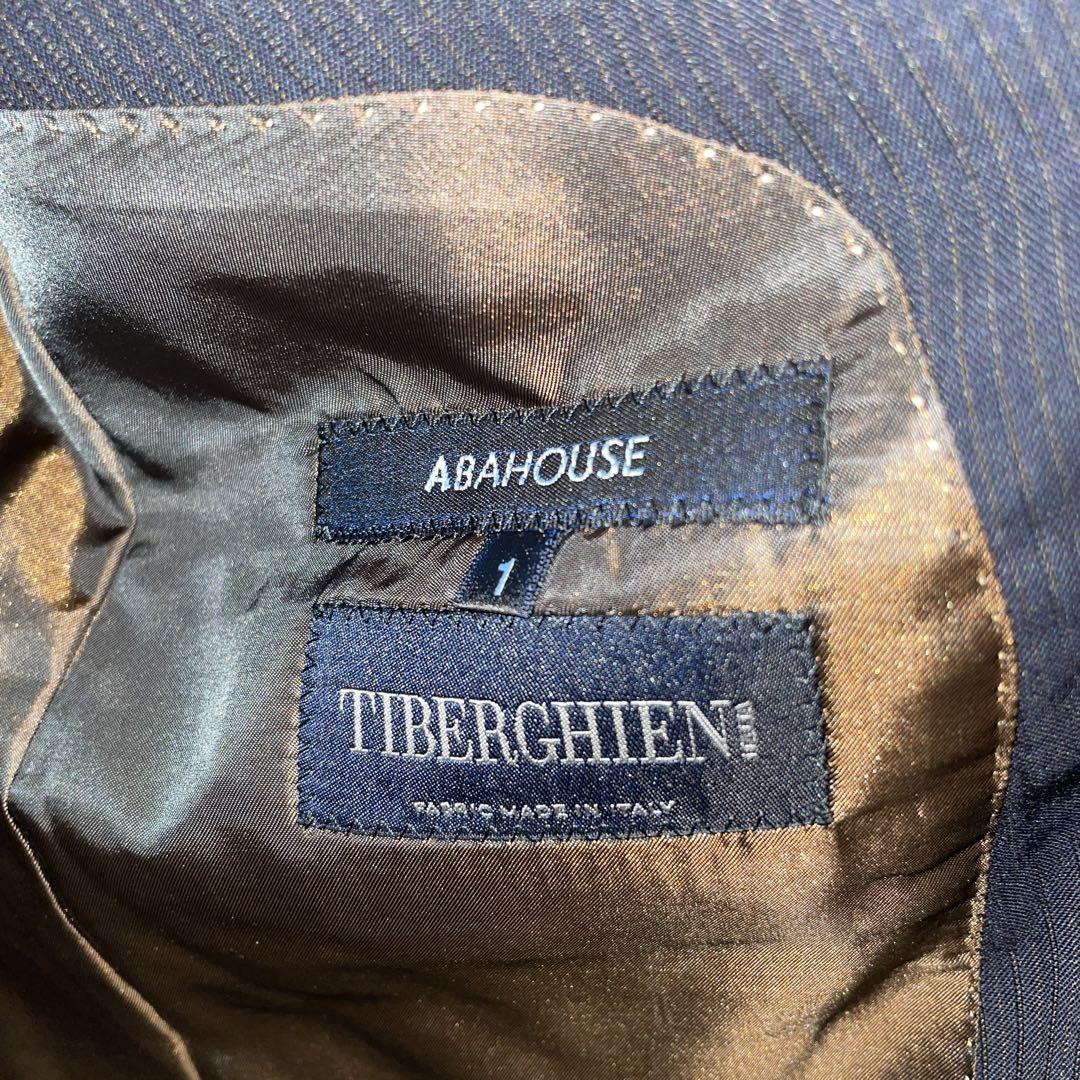 ABAHOUSE
1
TIBERGHIEN
FABRIC MADE IN ITALY